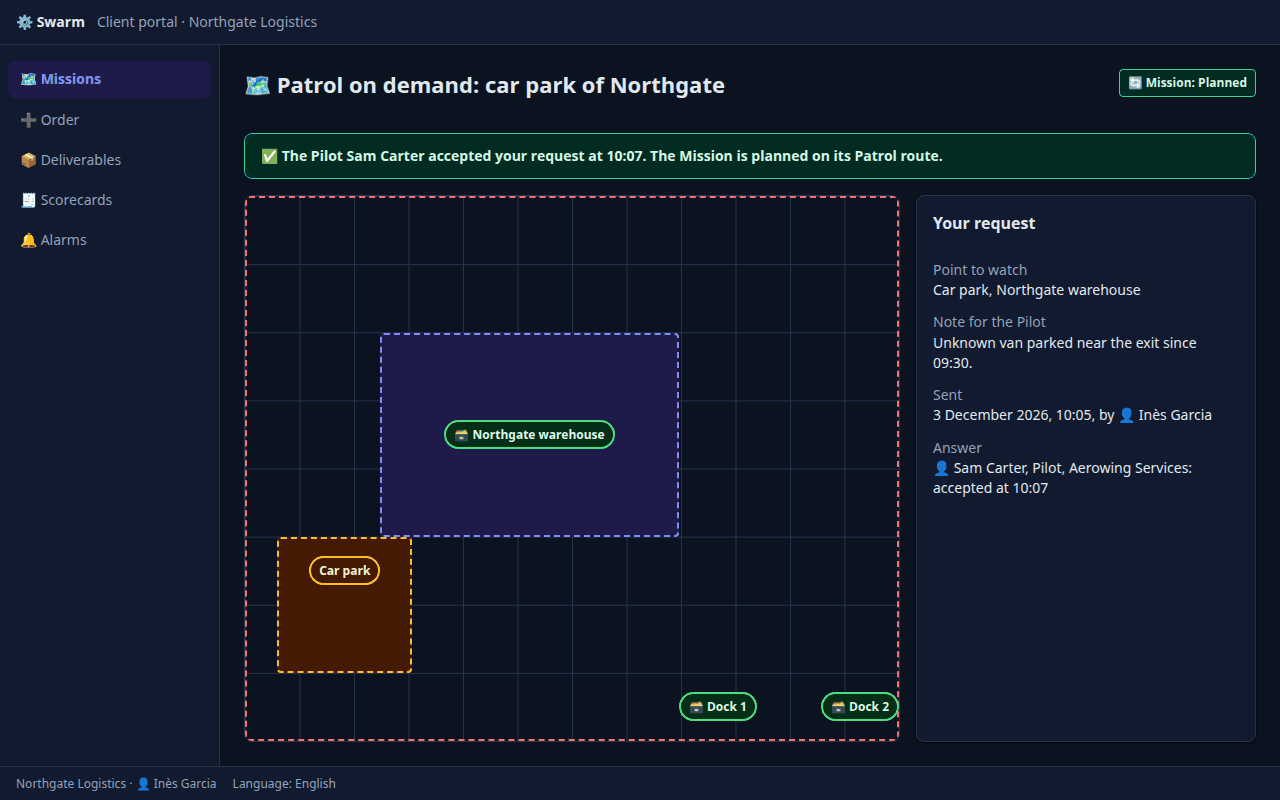 ⚙️ Swarm Client portal · Northgate Logistics
🗺️ Missions
➕ Order
📦 Deliverables
🧾 Scorecards
🔔 Alarms
🗺️ Patrol on demand: car park of Northgate
🔄 Mission: Planned
✅ The Pilot Sam Carter accepted your request at 10:07. The Mission is planned on its Patrol route.
🗃️ Northgate warehouse
Car park
🗃️ Dock 1
🗃️ Dock 2
Your request
Point to watch
Car park, Northgate warehouse
Note for the Pilot
Unknown van parked near the exit since
09:30.
Sent
3 December 2026, 10:05, by 👤 Inès Garcia
Answer
👤 Sam Carter, Pilot, Aerowing Services:
accepted at 10:07
Northgate Logistics · 👤 Inès Garcia Language: English